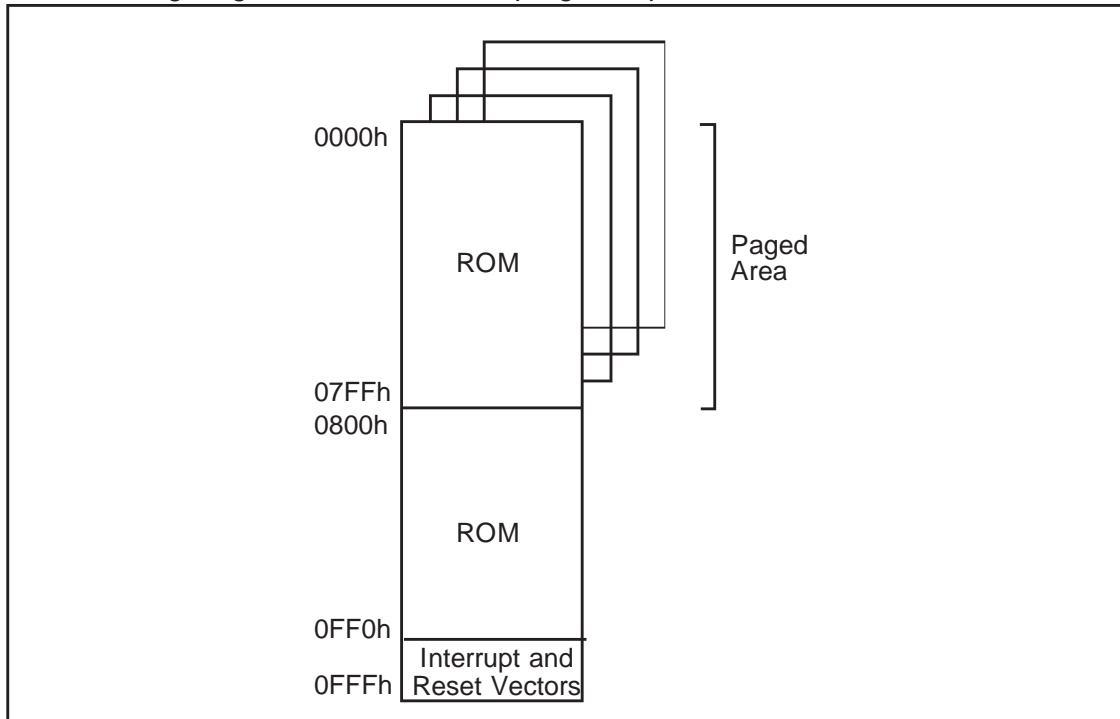 0000h
ROM
Paged
Area
07FFh
0800h
ROM
0FF0h
Interrupt and
0FFFh
Reset Vectors